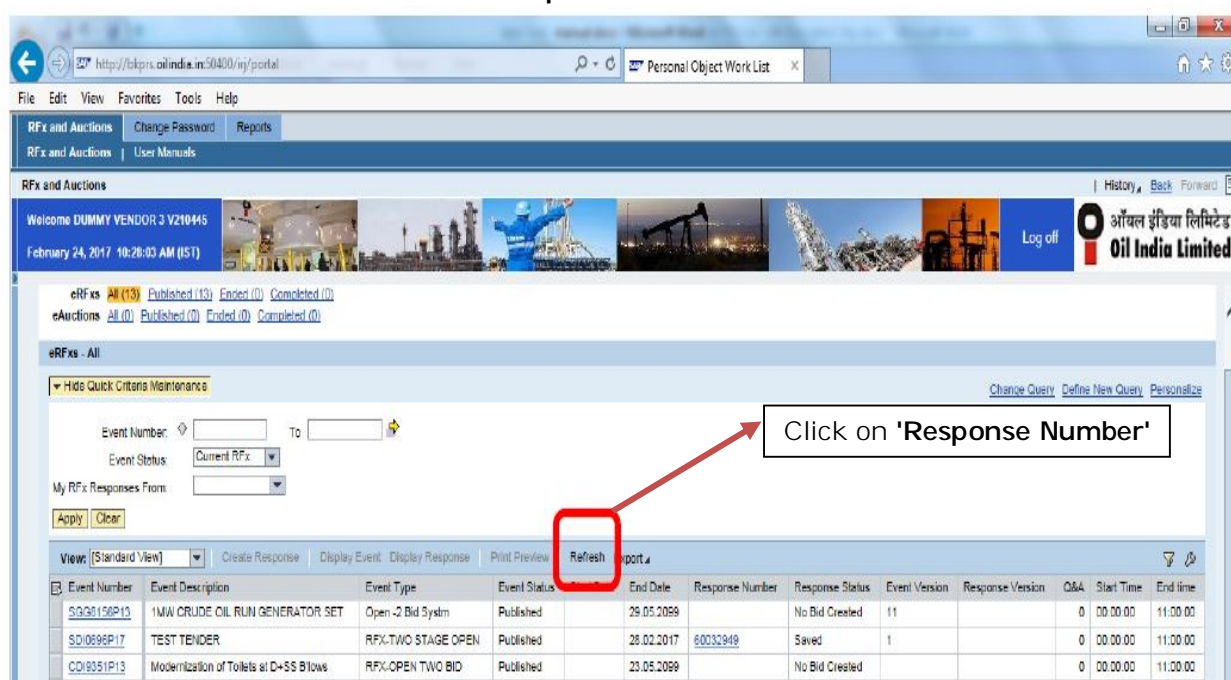 http://bkprs.oilindia.in:50400/irj/portal
Personal Object Work List
File Edit View Favorites Tools Help
RFx and Auctions Change Password Reports
RFx and Auctions | User Manuals
RFx and Auctions | History Back Forward
Welcome DUMMY VENDOR 3 V210445
February 24, 2017 10:28:03 AM (IST)
Log off
ऑयल इंडिया लिमिटेड
Oil India Limited
eRFxs All (13) Published (13) Ended (0) Completed (0)
eAuctions All (0) Published (0) Ended (0) Completed (0)
eRFxs - All
Hide Quick Criteria Maintenance Change Query Define New Query Personalize
Event Number: To
Event Status: Current RFx
My RFx Responses From:
Click on 'Response Number'
Apply Clear
View: [Standard View] Create Response Display Event Display Response Print Preview Refresh Export
Event Number Event Description Event Type Event Status End Date Response Number Response Status Event Version Response Version Q&A Start Time End time
SGG6156P13 1MW CRUDE OIL RUN GENERATOR SET Open -2 Bid Systm Published 29.05.2099 No Bid Created 11 0 00:00:00 11:00:00
SDI0696P17 TEST TENDER RFX-TWO STAGE OPEN Published 28.02.2017 60032949 Saved 1 0 00:00:00 11:00:00
CDI9351P13 Modernization of Toilets at D+SS B'lows RFX-OPEN TWO BID Published 23.05.2099 No Bid Created 0 00:00:00 11:00:00